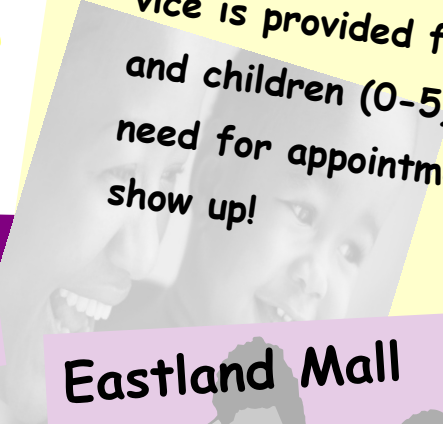 vice is provided f
and children (0-5
need for appointm
show up!
Eastland Mall